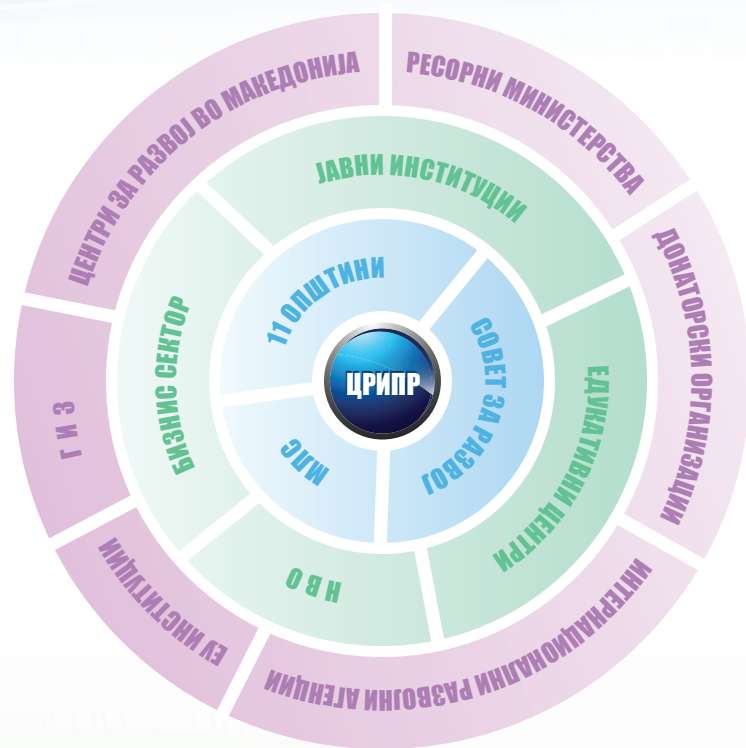 ЦЕНТРИ ЗА РАЗВОЈ ВО МАКЕДОНИЈА
РЕСОРНИ МИНИСТЕРСТВА
ДОНАТОРСКИ ОРГАНИЗАЦИИ
ИНТЕРНАЦИОНАЛНИ РАЗВОЈНИ АГЕНЦИИ
ЕУ ИНСТИТУЦИИ
Г И З
ЈАВНИ ИНСТИТУЦИИ
ЕДУКАТИВНИ ЦЕНТРИ
Н В О
БИЗНИС СЕКТОР
11 ОПШТИНИ
СОВЕТ ЗА РАЗВОЈ
МЛС
ЦРИПР